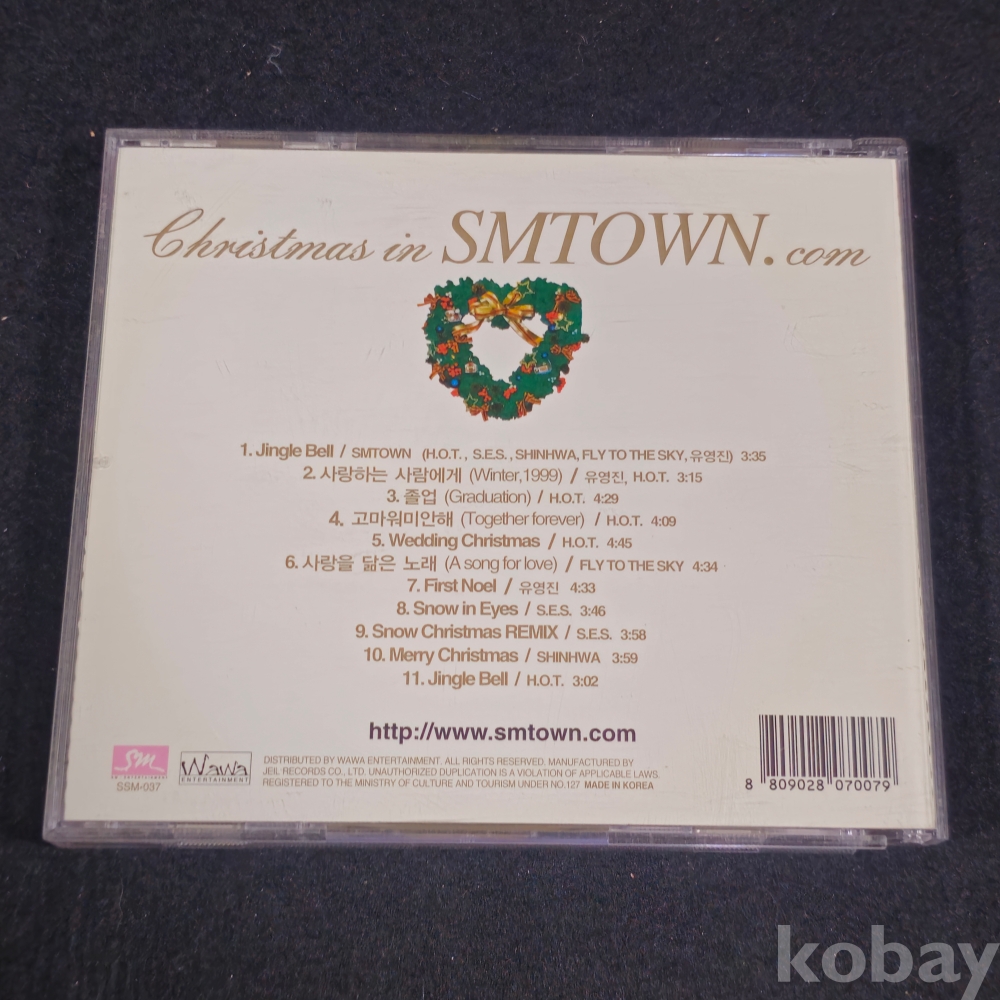 Christmas in SMTOWN.com
1. Jingle Bell / SMTOWN (H.O.T., S.E.S., SHINHWA, FLY TO THE SKY, 유영진) 3:35
2. 사랑하는 사람에게 (Winter,1999) / 유영진, H.O.T. 3:15
3. 졸업 (Graduation) / H.O.T. 4:29
4. 고마워미안해 (Together forever) / H.O.T. 4:09
5. Wedding Christmas / H.O.T. 4:45
6. 사랑을 닮은 노래 (A song for love) / FLY TO THE SKY 4:34
7. First Noel / 유영진 4:33
8. Snow in Eyes / S.E.S. 3:46
9. Snow Christmas REMIX / S.E.S. 3:58
10. Merry Christmas / SHINHWA 3:59
11. Jingle Bell / H.O.T. 3:02
http://www.smtown.com
SM
SM ENTERTAINMENT
SSM-037
WaWa
ENTERTAINMENT
DISTRIBUTED BY WAWA ENTERTAINMENT. ALL RIGHTS RESERVED. MANUFACTURED BY
JEIL RECORDS CO., LTD. UNAUTHORIZED DUPLICATION IS A VIOLATION OF APPLICABLE LAWS.
REGISTERED TO THE MINISTRY OF CULTURE AND TOURISM UNDER NO.127 MADE IN KOREA
8 809028 070079
kobay